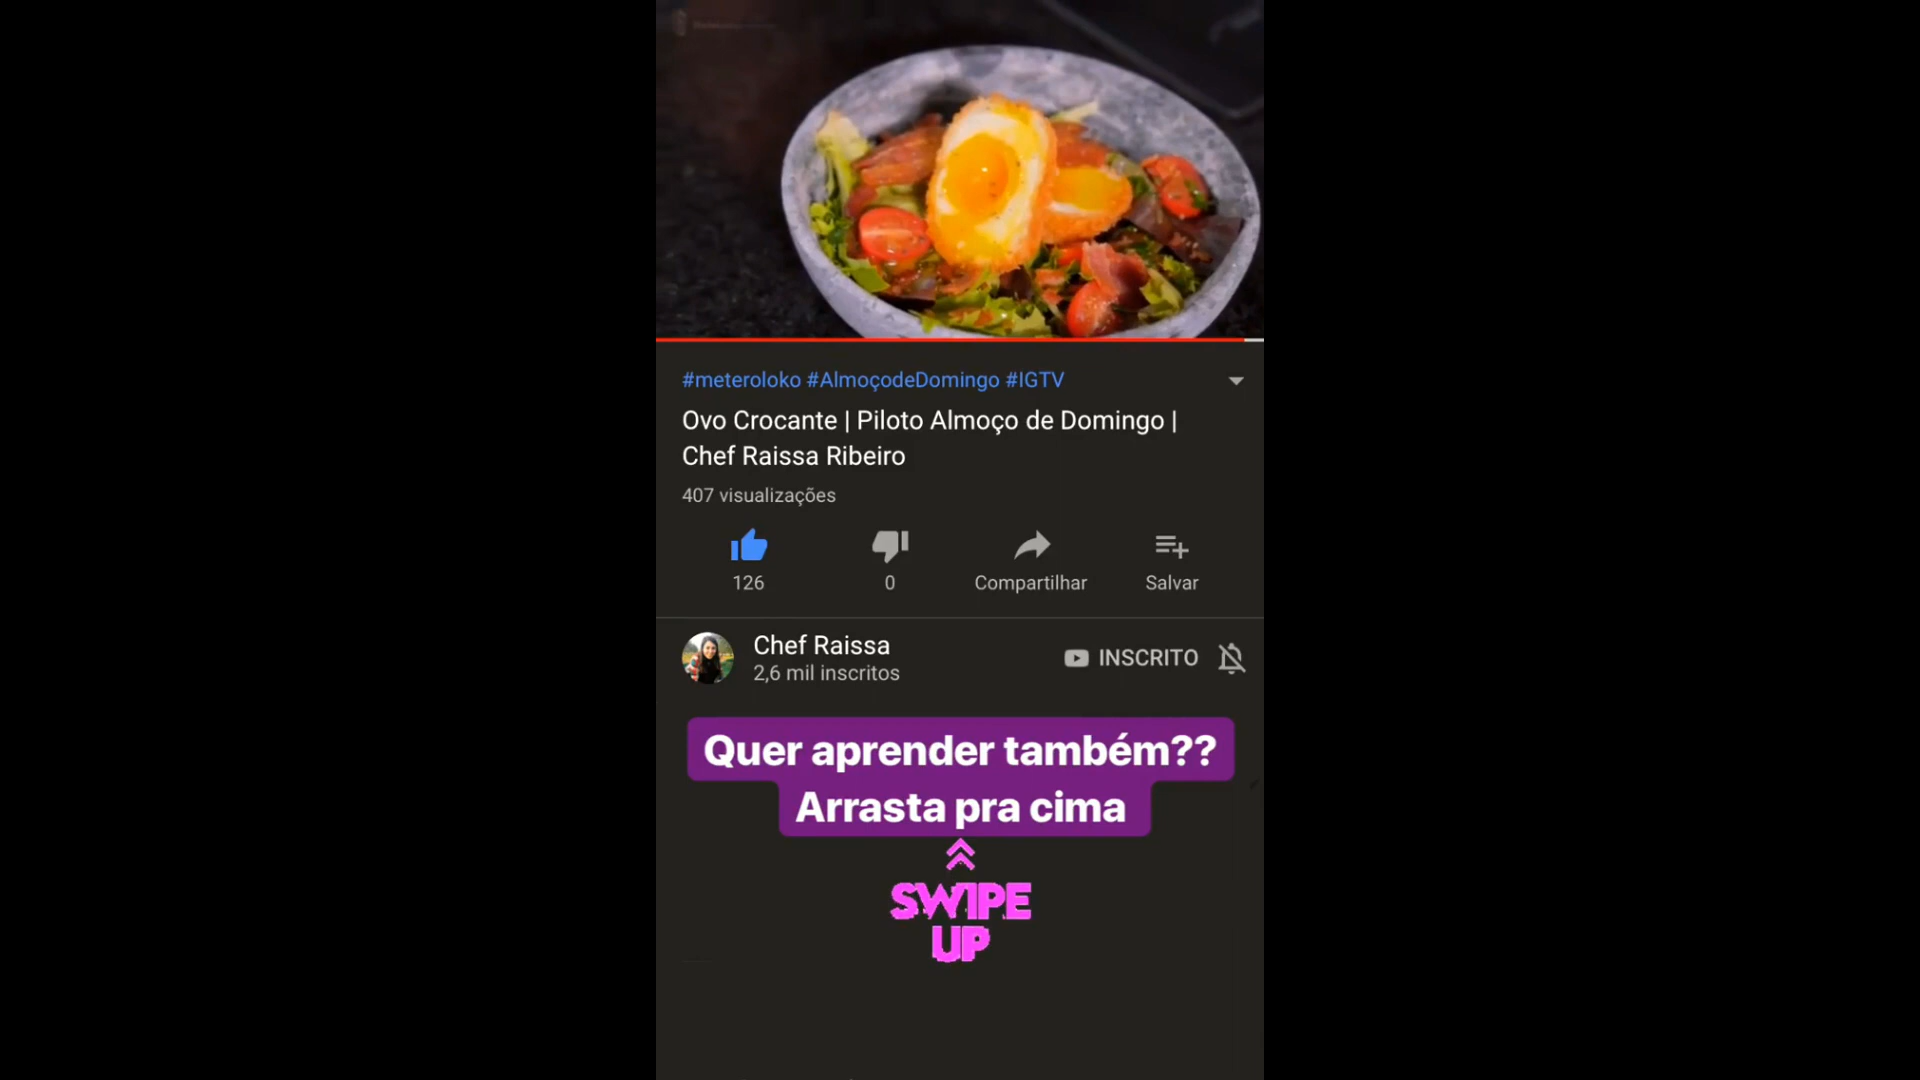 #meteroloko #AlmoçodeDomingo #IGTV
Ovo Crocante | Piloto Almoço de Domingo |
Chef Raissa Ribeiro
407 visualizações
126
0
Compartilhar
Salvar
Chef Raissa
2,6 mil inscritos
INSCRITO
Quer aprender também??
Arrasta pra cima
SWIPE
UP